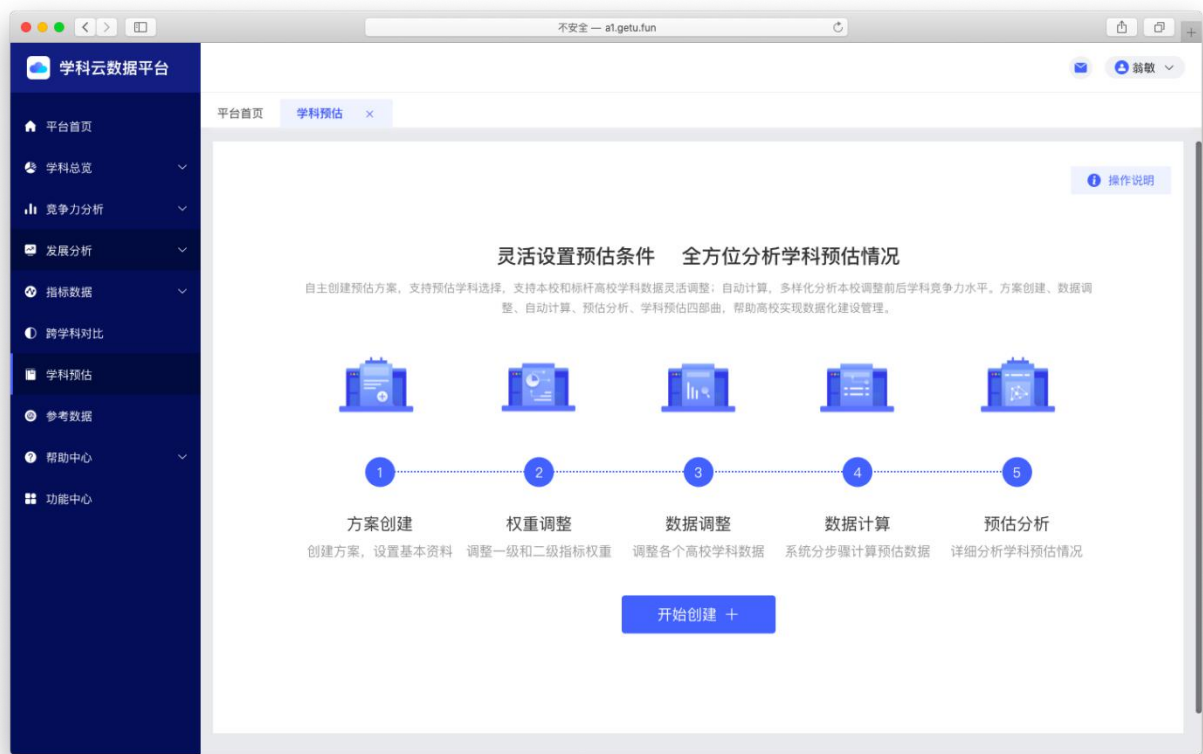 不安全 — a1.getu.fun
学科云数据平台
翁敏
平台首页
学科预估 ×
平台首页
学科总览
竞争力分析
发展分析
指标数据
跨学科对比
学科预估
参考数据
帮助中心
功能中心
操作说明
灵活设置预估条件 全方位分析学科预估情况
自主创建预估方案，支持预估学科选择，支持本校和标杆高校学科数据灵活调整；自动计算，多样化分析本校调整前后学科竞争力水平。方案创建、数据调
整、自动计算、预估分析、学科预估四部曲，帮助高校实现数据化建设管理。
1 2 3 4 5
方案创建 权重调整 数据调整 数据计算 预估分析
创建方案，设置基本资料 调整一级和二级指标权重 调整各个高校学科数据 系统分步骤计算预估数据 详细分析学科预估情况
开始创建 +